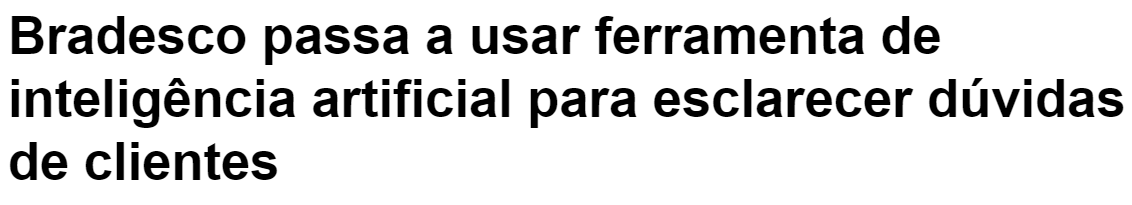 Bradesco passa a usar ferramenta de
inteligência artificial para esclarecer dúvidas
de clientes